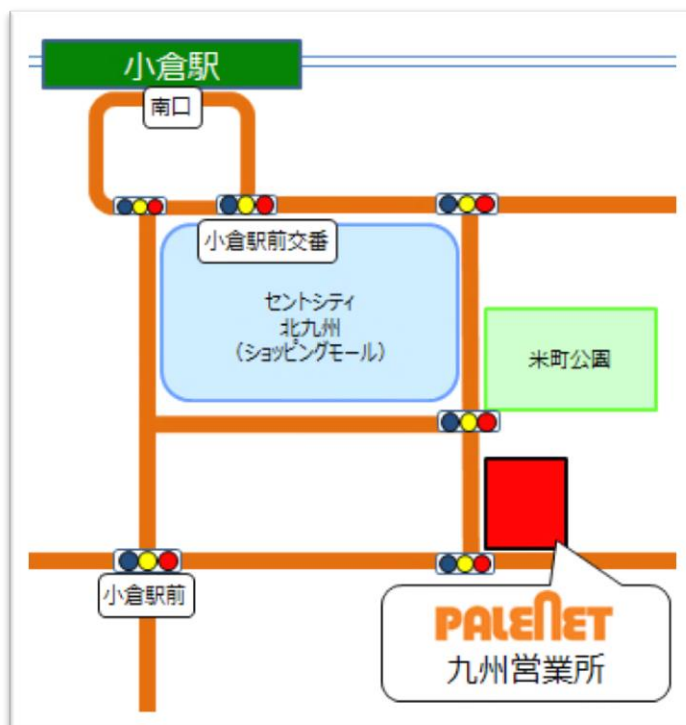 小倉駅
南口
小倉駅前交番
セントシティ
北九州
(ショッピングモール)
米町公園
小倉駅前
PALENET
九州営業所